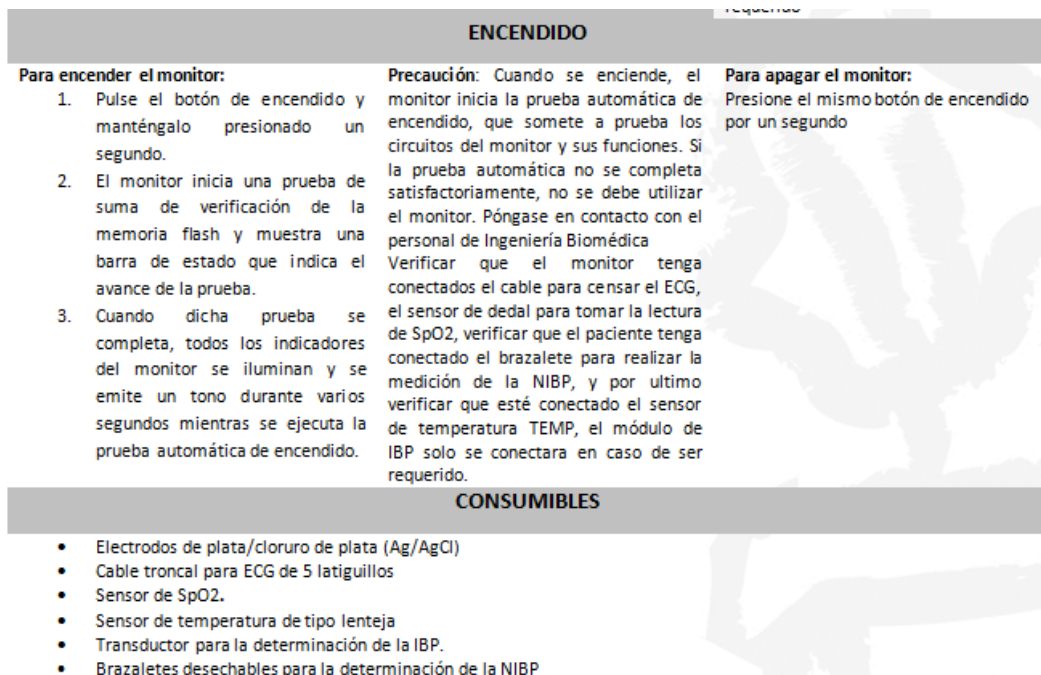 requerido
ENCENDIDO
Para encender el monitor:
1. Pulse el botón de encendido y
manténgalo presionado un
segundo.
2. El monitor inicia una prueba de
suma de verificación de la
memoria flash y muestra una
barra de estado que indica el
avance de la prueba.
3. Cuando dicha prueba se
completa, todos los indicadores
del monitor se iluminan y se
emite un tono durante varios
segundos mientras se ejecuta la
prueba automática de encendido.
Precaución: Cuando se enciende, el
monitor inicia la prueba automática de
encendido, que somete a prueba los
circuitos del monitor y sus funciones. Si
la prueba automática no se completa
satisfactoriamente, no se debe utilizar
el monitor. Póngase en contacto con el
personal de Ingeniería Biomédica
Verificar que el monitor tenga
conectados el cable para censar el ECG,
el sensor de dedal para tomar la lectura
de SpO2, verificar que el paciente tenga
conectado el brazalete para realizar la
medición de la NIBP, y por ultimo
verificar que esté conectado el sensor
de temperatura TEMP, el módulo de
IBP solo se conectara en caso de ser
requerido.
Para apagar el monitor:
Presione el mismo botón de encendido
por un segundo
CONSUMIBLES
• Electrodos de plata/cloruro de plata (Ag/AgCl)
• Cable troncal para ECG de 5 latiguillos
• Sensor de SpO2.
• Sensor de temperatura de tipo lenteja
• Transductor para la determinación de la IBP.
• Brazaletes desechables para la determinación de la NIBP